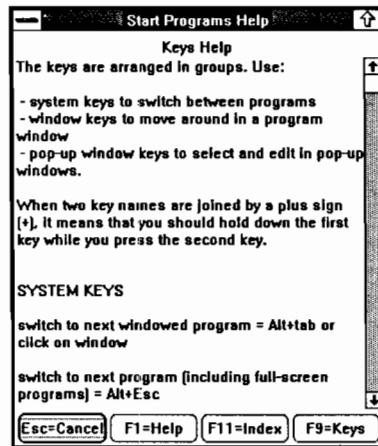 Start Programs Help
Keys Help
The keys are arranged in groups. Use:
- system keys to switch between programs
- window keys to move around in a program
window
- pop-up window keys to select and edit in pop-up
windows.
When two key names are joined by a plus sign
(+), it means that you should hold down the first
key while you press the second key.
SYSTEM KEYS
switch to next windowed program = Alt+tab or
click on window
switch to next program (including full-screen
programs) = Alt+Esc
Esc=Cancel F1=Help F11=Index F9=Keys